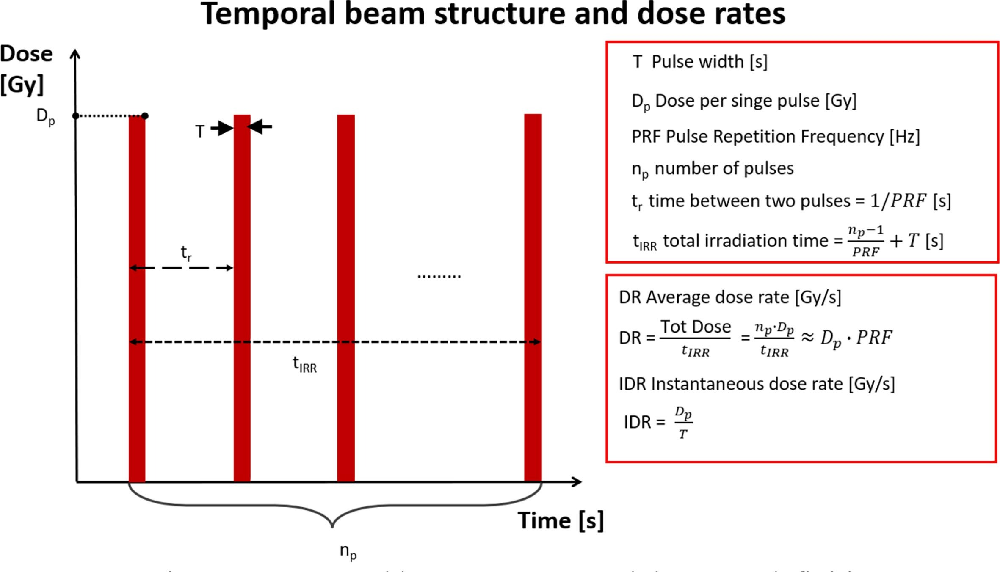 Temporal beam structure and dose rates
Dose
[Gy]
Dp
T
tr
.........
tIRR
np
Time [s]
T Pulse width [s]
Dp Dose per singe pulse [Gy]
PRF Pulse Repetition Frequency [Hz]
np number of pulses
tr time between two pulses = 1/PRF [s]
tIRR total irradiation time = (np−1)/PRF + T [s]
DR Average dose rate [Gy/s]
DR = Tot Dose/tIRR = np·Dp/tIRR ≈ Dp · PRF
IDR Instantaneous dose rate [Gy/s]
IDR = Dp/T